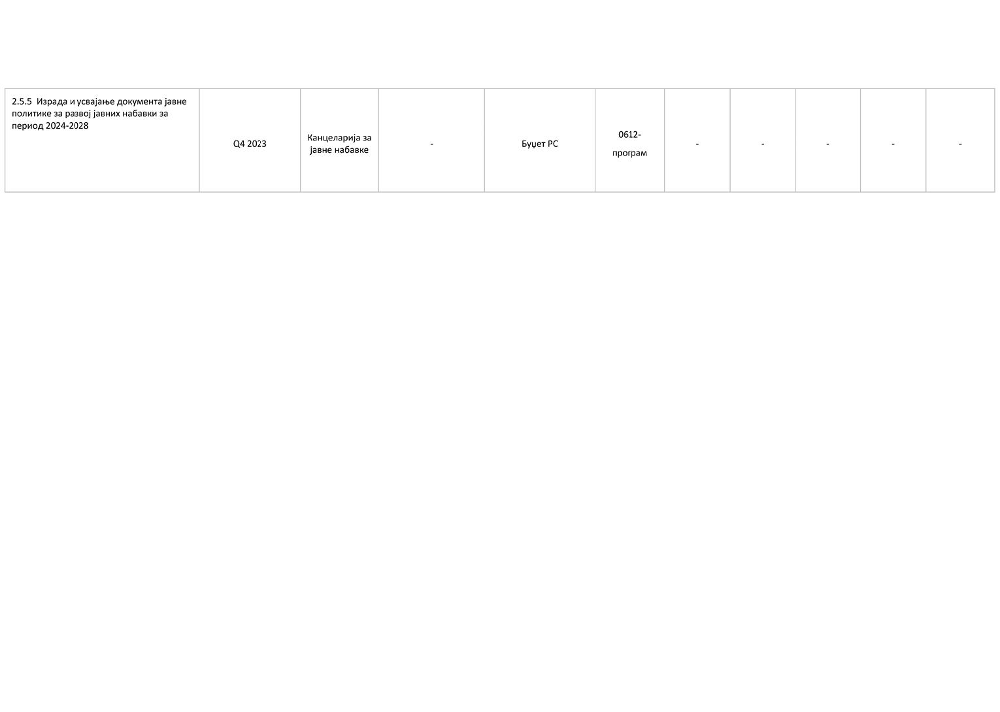 2.5.5  Израда и усвајање документа јавне
политике за развој јавних набавки за
период 2024-2028
Q4 2023
Канцеларија за
јавне набавке
-
Буџет РС
0612-
програм
-
-
-
-
-